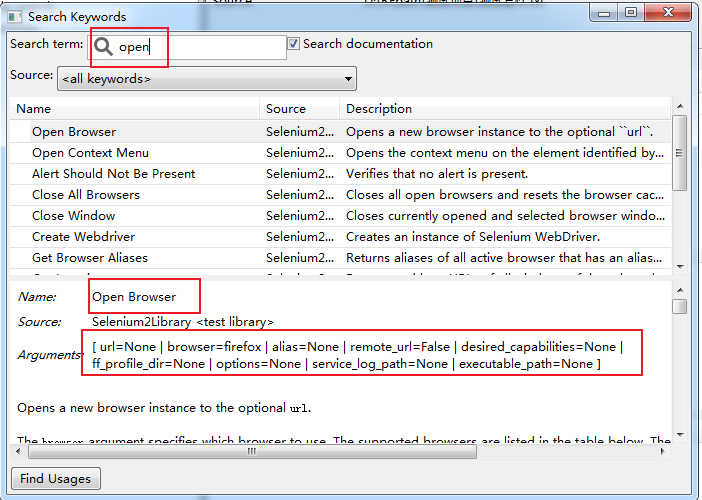 Search Keywords
Search term: open Search documentation
Source: <all keywords>
Name Source Description
Open Browser Selenium2... Opens a new browser instance to the optional ``url``.
Open Context Menu Selenium2... Opens the context menu on the element identified by...
Alert Should Not Be Present Selenium2... Verifies that no alert is present.
Close All Browsers Selenium2... Closes all open browsers and resets the browser cac...
Close Window Selenium2... Closes currently opened and selected browser windo...
Create Webdriver Selenium2... Creates an instance of Selenium WebDriver.
Get Browser Aliases Selenium2... Returns aliases of all active browser that has an alias...
Name: Open Browser
Source: Selenium2Library <test library>
Arguments: [ url=None | browser=firefox | alias=None | remote_url=False | desired_capabilities=None |
ff_profile_dir=None | options=None | service_log_path=None | executable_path=None ]
Opens a new browser instance to the optional url.
The browser argument specifies which browser to use. The supported browsers are listed in the table below. The
Find Usages